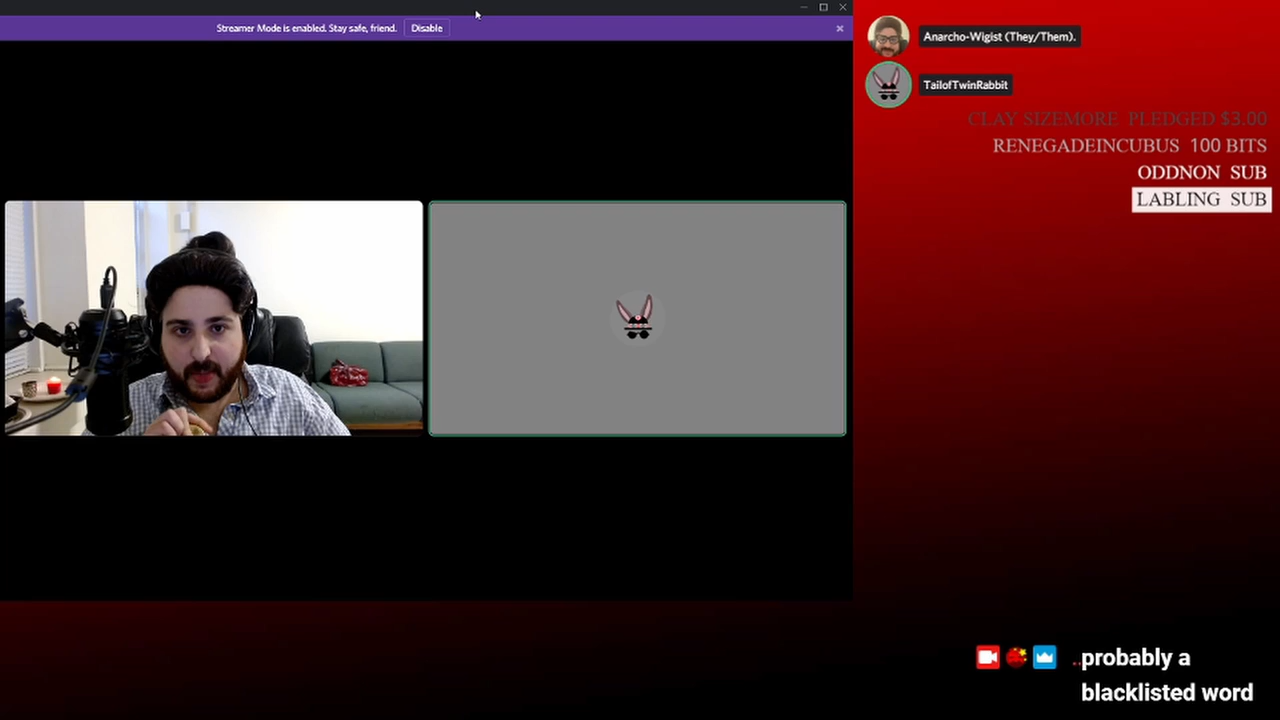 Streamer Mode is enabled. Stay safe, friend. Disable
Anarcho-Wigist (They/Them).
TailofTwinRabbit
CLAY SIZEMORE PLEDGED $3.00
RENEGADEINCUBUS 100 BITS
ODDNON SUB
LABLING SUB
..probably a
blacklisted word